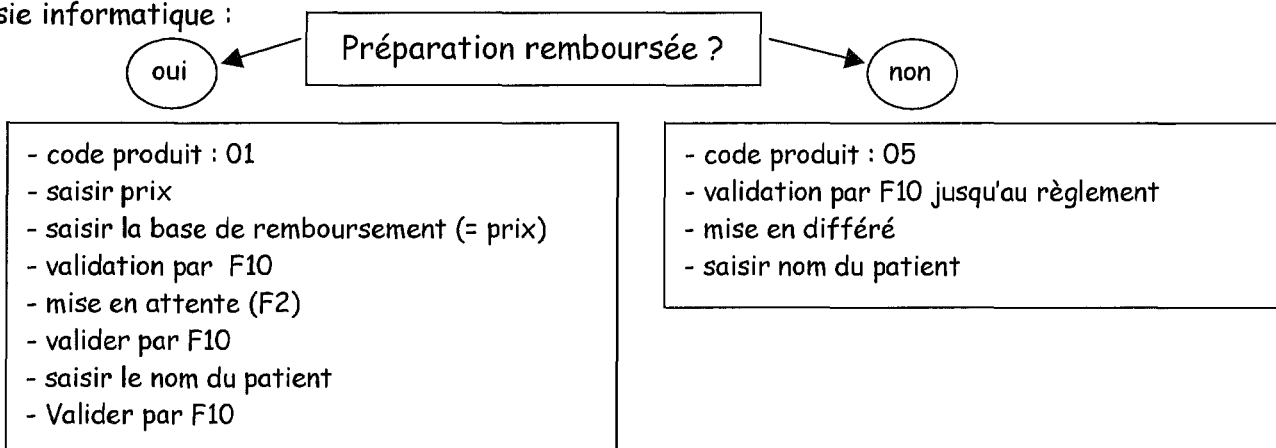 sie informatique :
Préparation remboursée ?
oui
non
- code produit : 01
- saisir prix
- saisir la base de remboursement (= prix)
- validation par F10
- mise en attente (F2)
- valider par F10
- saisir le nom du patient
- Valider par F10
- code produit : 05
- validation par F10 jusqu'au règlement
- mise en différé
- saisir nom du patient